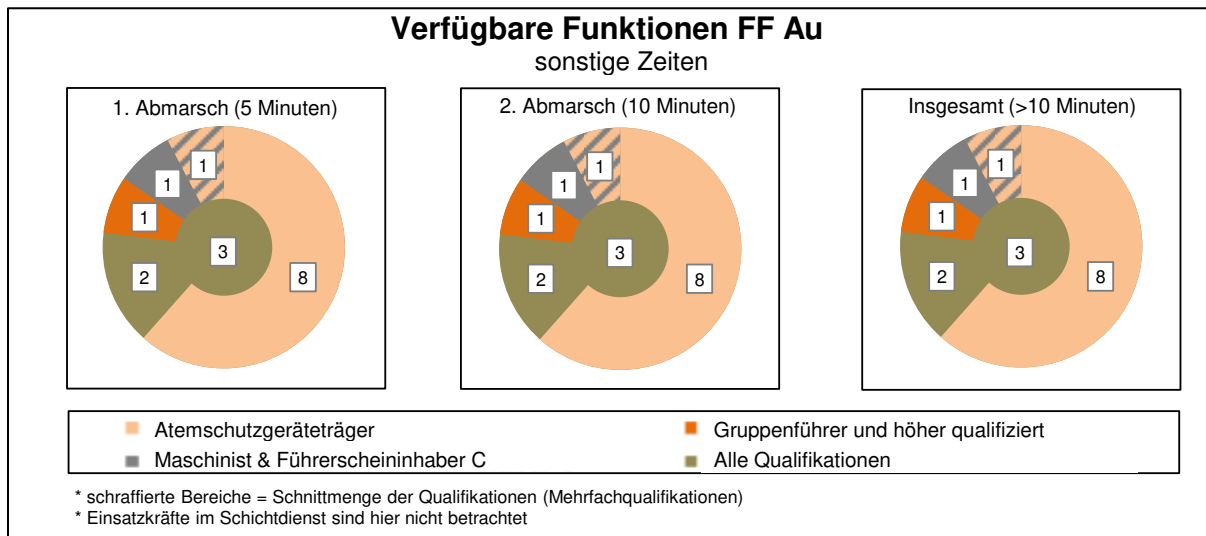 Verfügbare Funktionen FF Au
sonstige Zeiten
1. Abmarsch (5 Minuten)
1
1
1
3
2
8
2. Abmarsch (10 Minuten)
1
1
1
3
2
8
Insgesamt (>10 Minuten)
1
1
1
3
2
8
Atemschutzgeräteträger
Gruppenführer und höher qualifiziert
Maschinist & Führerscheininhaber C
Alle Qualifikationen
* schraffierte Bereiche = Schnittmenge der Qualifikationen (Mehrfachqualifikationen)
* Einsatzkräfte im Schichtdienst sind hier nicht betrachtet